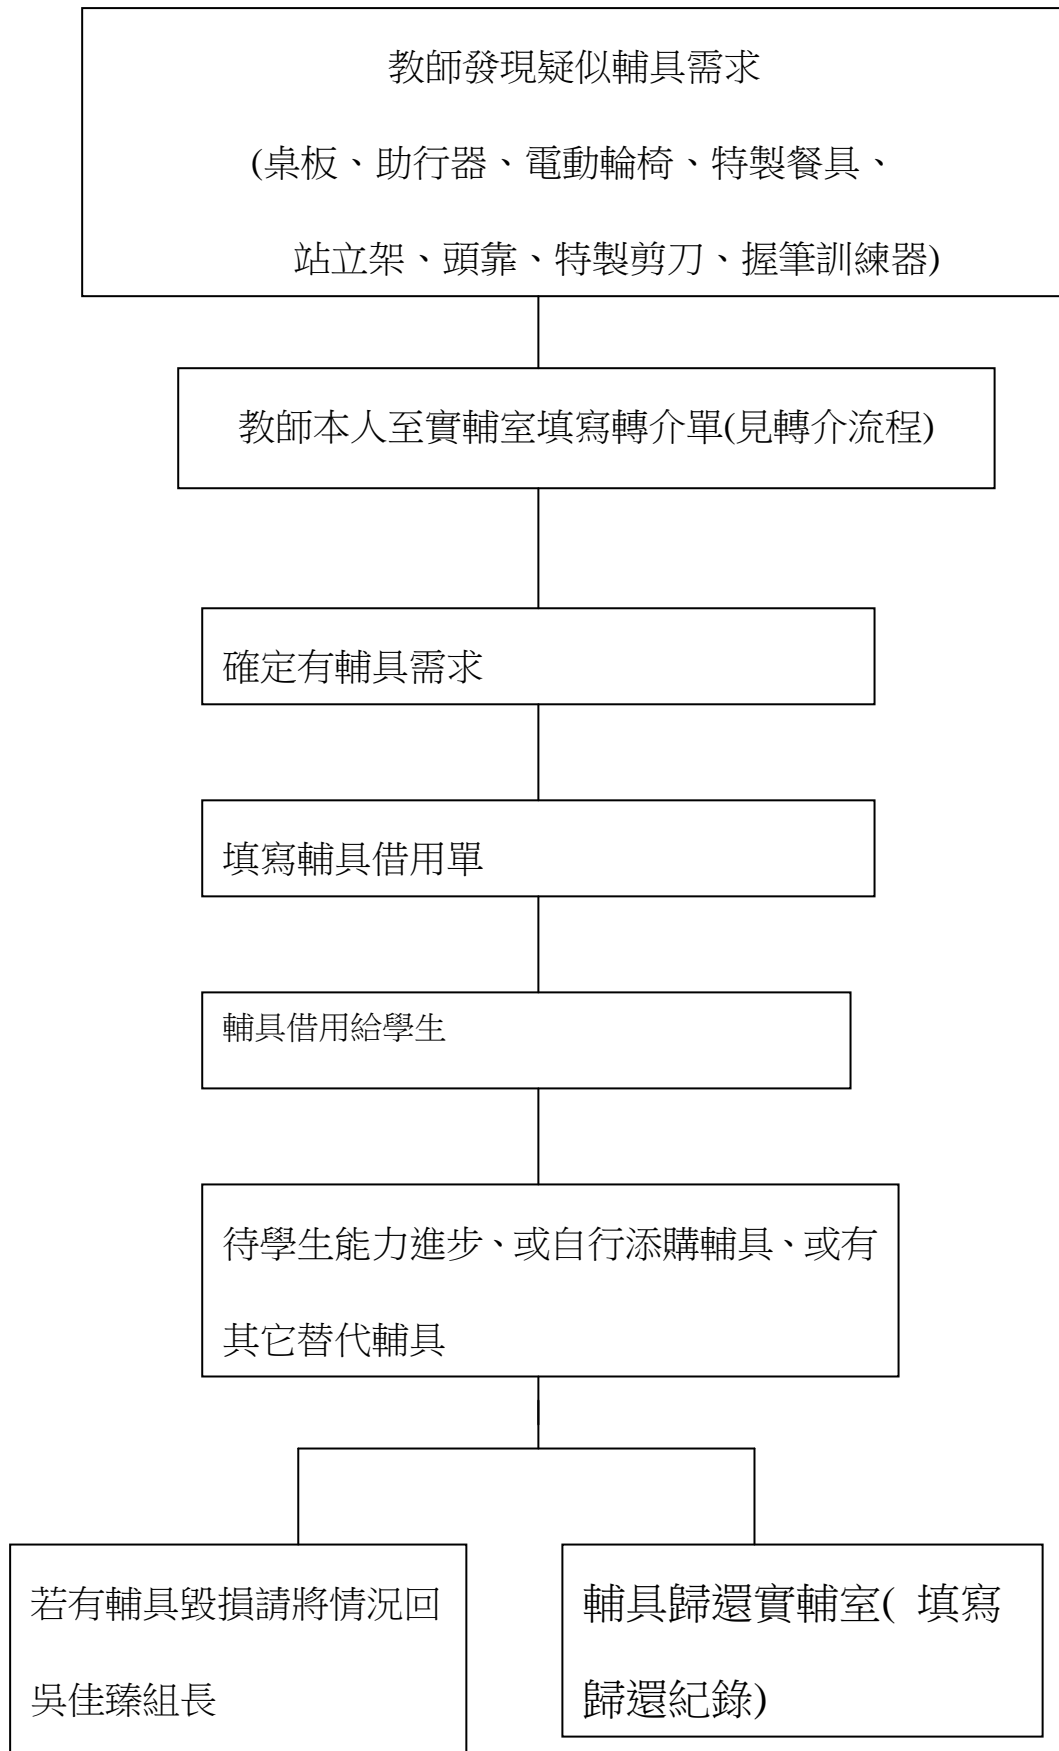 教師發現疑似輔具需求
(桌板、助行器、電動輪椅、特製餐具、
站立架、頭靠、特製剪刀、握筆訓練器)
教師本人至實輔室填寫轉介單(見轉介流程)
確定有輔具需求
填寫輔具借用單
輔具借用給學生
待學生能力進步、或自行添購輔具、或有
其它替代輔具
若有輔具毀損請將情況回
吳佳臻組長
輔具歸還實輔室( 填寫
歸還紀錄)